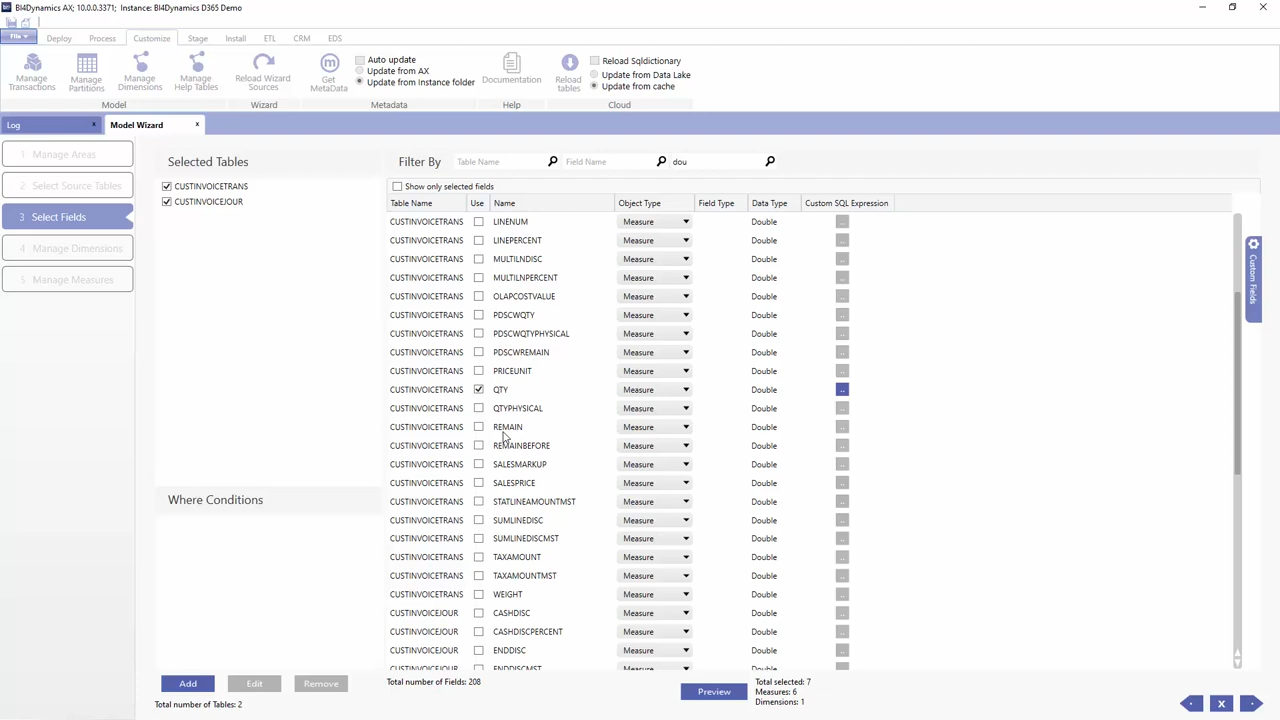 BI4Dynamics AX; 10.0.0.3371; Instance: BI4Dynamics D365 Demo
File Deploy Process Customize Stage Install ETL CRM EDS
Manage Transactions
Manage Partitions
Manage Dimensions
Manage Help Tables
Model
Reload Wizard Sources
Wizard
Get MetaData
Auto update
Update from AX
Update from Instance folder
Metadata
Documentation
Help
Reload tables
Reload Sqldictionary
Update from Data Lake
Update from cache
Cloud
Log x Model Wizard x
1 Manage Areas
2 Select Source Tables
3 Select Fields
4 Manage Dimensions
5 Manage Measures
Selected Tables
CUSTINVOICETRANS
CUSTINVOICEJOUR
Where Conditions
Add Edit Remove
Total number of Tables: 2
Filter By Table Name Field Name dou
Show only selected fields
Table Name Use Name Object Type Field Type Data Type Custom SQL Expression
CUSTINVOICETRANS LINENUM Measure Double ..
CUSTINVOICETRANS LINEPERCENT Measure Double ..
CUSTINVOICETRANS MULTILNDISC Measure Double ..
CUSTINVOICETRANS MULTILNPERCENT Measure Double ..
CUSTINVOICETRANS OLAPCOSTVALUE Measure Double ..
CUSTINVOICETRANS PDSCWQTY Measure Double ..
CUSTINVOICETRANS PDSCWQTYPHYSICAL Measure Double ..
CUSTINVOICETRANS PDSCWREMAIN Measure Double ..
CUSTINVOICETRANS PRICEUNIT Measure Double ..
CUSTINVOICETRANS QTY Measure Double ..
CUSTINVOICETRANS QTYPHYSICAL Measure Double ..
CUSTINVOICETRANS REMAIN Measure Double ..
CUSTINVOICETRANS REMAINBEFORE Measure Double ..
CUSTINVOICETRANS SALESMARKUP Measure Double ..
CUSTINVOICETRANS SALESPRICE Measure Double ..
CUSTINVOICETRANS STATLINEAMOUNTMST Measure Double ..
CUSTINVOICETRANS SUMLINEDISC Measure Double ..
CUSTINVOICETRANS SUMLINEDISCMST Measure Double ..
CUSTINVOICETRANS TAXAMOUNT Measure Double ..
CUSTINVOICETRANS TAXAMOUNTMST Measure Double ..
CUSTINVOICETRANS WEIGHT Measure Double ..
CUSTINVOICEJOUR CASHDISC Measure Double ..
CUSTINVOICEJOUR CASHDISCPERCENT Measure Double ..
CUSTINVOICEJOUR ENDDISC Measure Double ..
CUSTINVOICEJOUR ENDDISCMST Measure Double ..
Custom Fields
Total number of Fields: 208
Preview
Total selected: 7
Measures: 6
Dimensions: 1
X